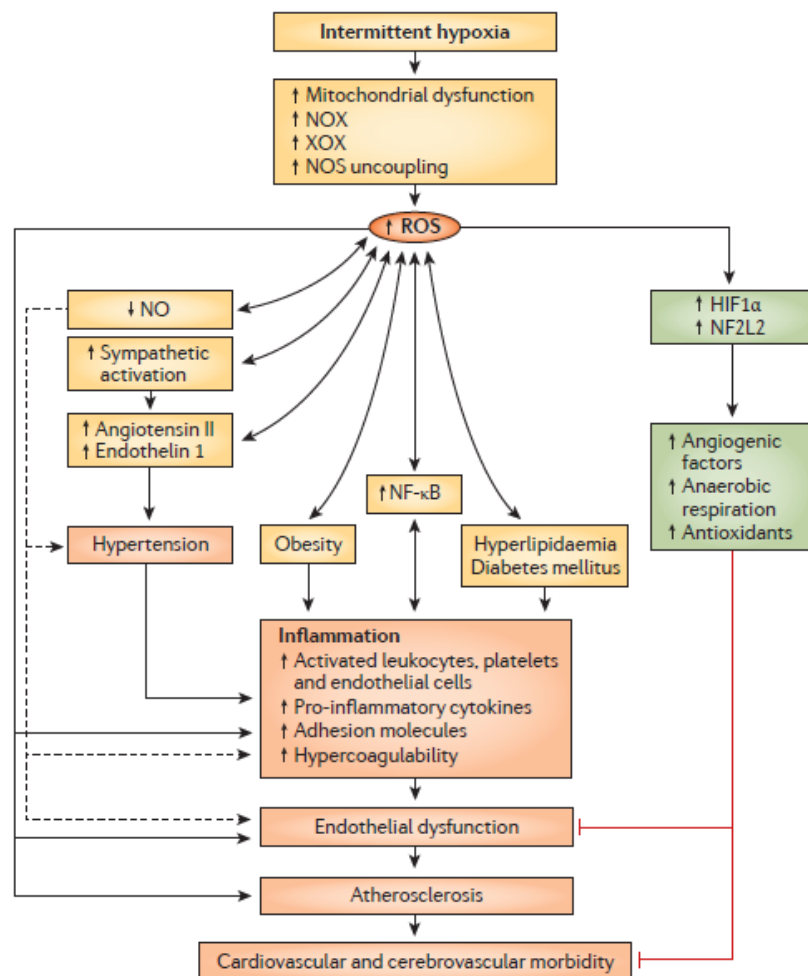 Intermittent hypoxia
↑ Mitochondrial dysfunction
↑ NOX
↑ XOX
↑ NOS uncoupling
↑ ROS
↓ NO
↑ HIF1α
↑ NF2L2
↑ Sympathetic
activation
↑ Angiotensin II
↑ Endothelin 1
↑ Angiogenic
factors
↑ Anaerobic
respiration
↑ Antioxidants
↑ NF-κB
Hypertension
Obesity
Hyperlipidaemia
Diabetes mellitus
Inflammation
↑ Activated leukocytes, platelets
and endothelial cells
↑ Pro-inflammatory cytokines
↑ Adhesion molecules
↑ Hypercoagulability
Endothelial dysfunction
Atherosclerosis
Cardiovascular and cerebrovascular morbidity